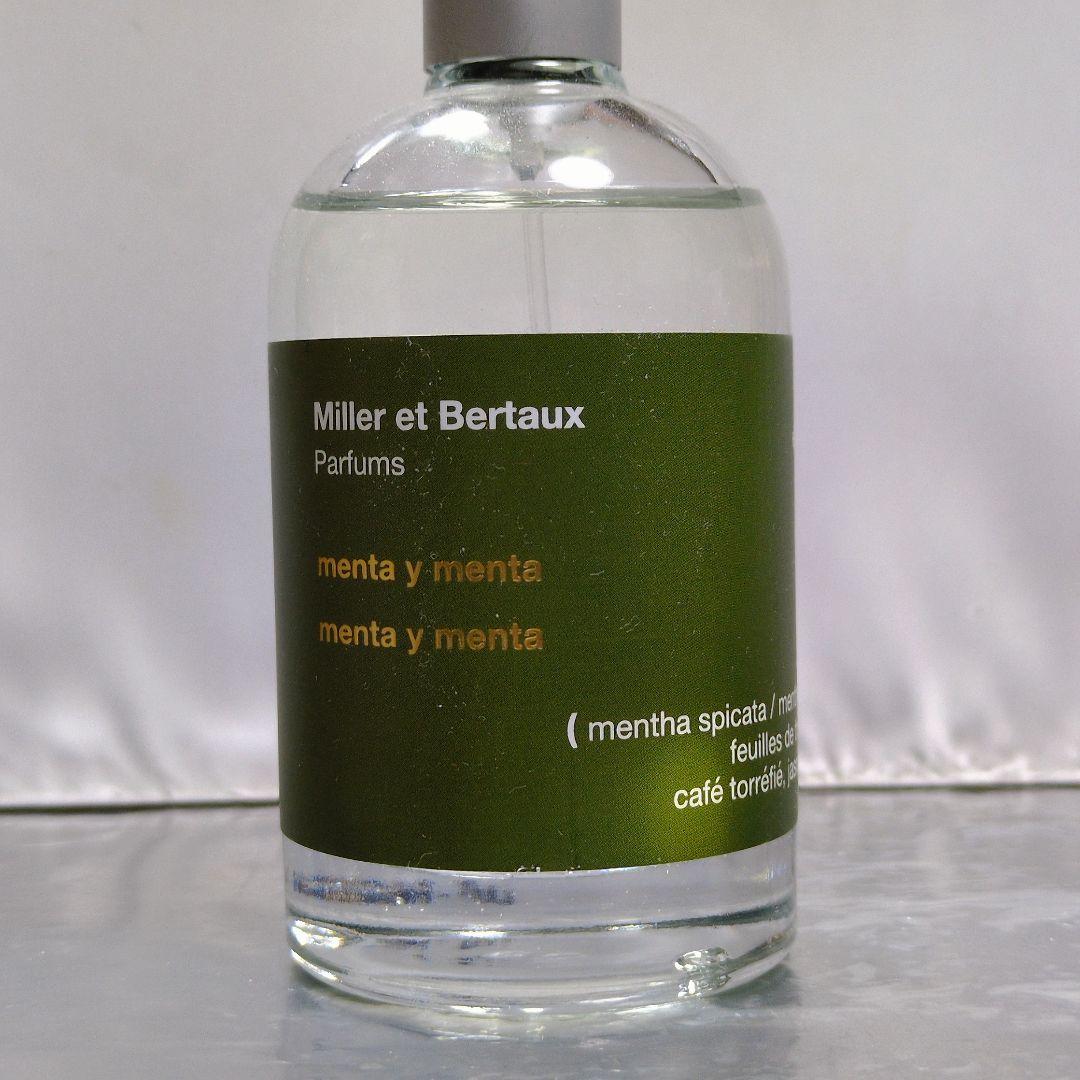 Miller et Bertaux
Parfums
menta y menta
menta y menta
( mentha spicata /
feuilles de
café torréfié,